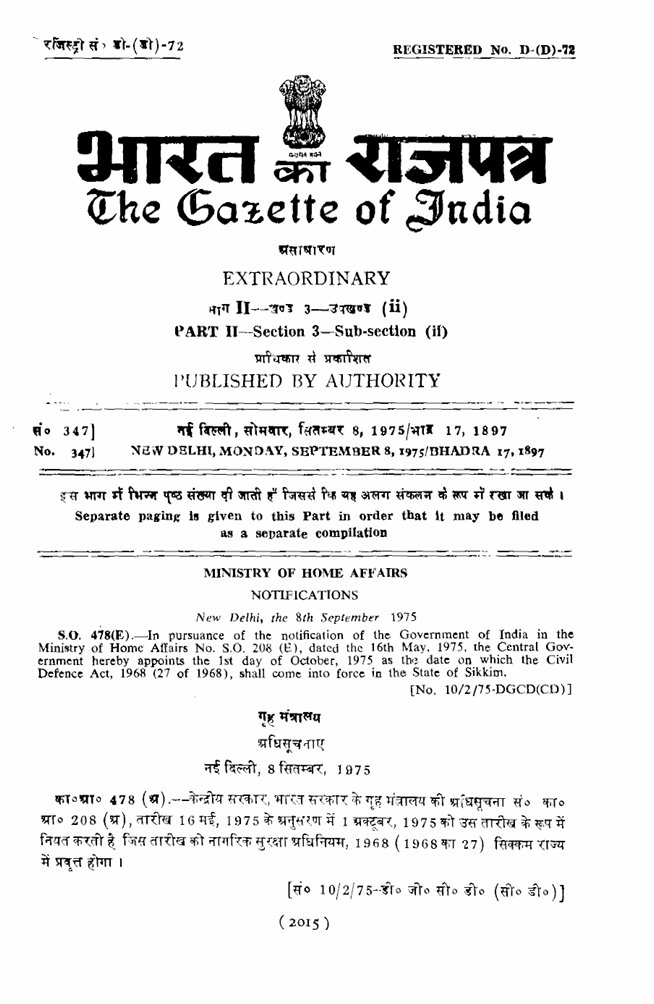 रजिस्ट्री सं० डी-(डी)-72
REGISTERED No. D-(D)-72
भारत का राजपत्र
The Gazette of India
असाधारण
EXTRAORDINARY
भाग II—खण्ड 3—उपखण्ड (ii)
PART II—Section 3—Sub-section (ii)
प्राधिकार से प्रकाशित
PUBLISHED BY AUTHORITY
सं० 347]
नई दिल्ली, सोमवार, सितम्बर 8, 1975/भाद्र 17, 1897
No. 347]
NEW DELHI, MONDAY, SEPTEMBER 8, 1975/BHADRA 17, 1897
इस भाग में भिन्न पृष्ठ संख्या दी जाती है जिससे कि यह अलग संकलन के रूप में रखा जा सके ।
Separate paging is given to this Part in order that it may be filed
as a separate compilation
MINISTRY OF HOME AFFAIRS
NOTIFICATIONS
New Delhi, the 8th September 1975
S.O. 478(E).—In pursuance of the notification of the Government of India in the
Ministry of Home Affairs No. S.O. 208 (E), dated the 16th May, 1975, the Central Gov-
ernment hereby appoints the 1st day of October, 1975 as the date on which the Civil
Defence Act, 1968 (27 of 1968), shall come into force in the State of Sikkim.
[No. 10/2/75-DGCD(CD)]
गृह मंत्रालय
अधिसूचनाएं
नई दिल्ली, 8 सितम्बर, 1975
का०आ० 478 (अ).--केन्द्रीय सरकार, भारत सरकार के गृह मंत्रालय की अधिसूचना सं० का०
आ० 208 (अ), तारीख 16 मई, 1975 के अनुसरण में 1 अक्टूबर, 1975 को उस तारीख के रूप में
नियत करती है जिस तारीख को नागरिक सुरक्षा अधिनियम, 1968 (1968 का 27) सिक्कम राज्य
में प्रवृत्त होगा ।
[सं० 10/2/75-डी० जी० सी० डी० (सी० डी०)]
(2015)